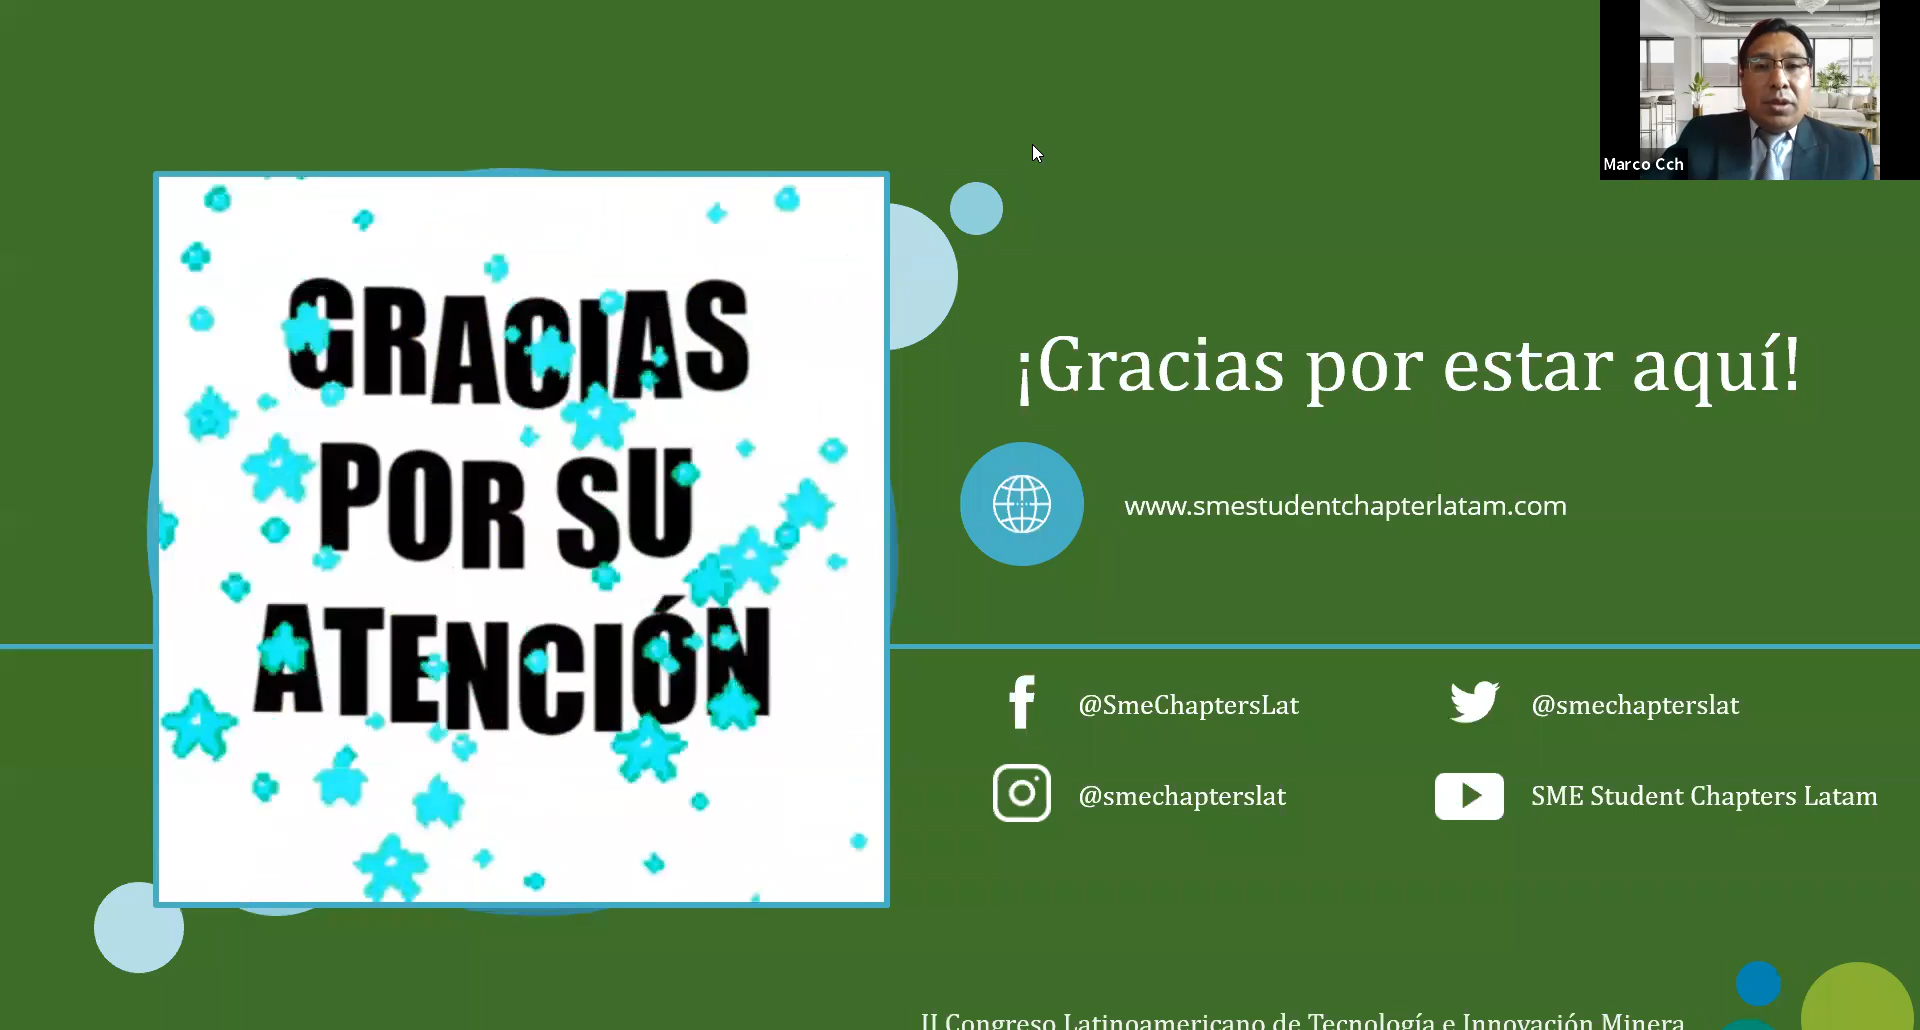 Marco Cch
GRACIAS
POR SU
ATENCIÓN
¡Gracias por estar aquí!
www.smestudentchapterlatam.com
@SmeChaptersLat
@smechapterslat
@smechapterslat
SME Student Chapters Latam
II Congreso Latinoamericano de Tecnología e Innovación Minera